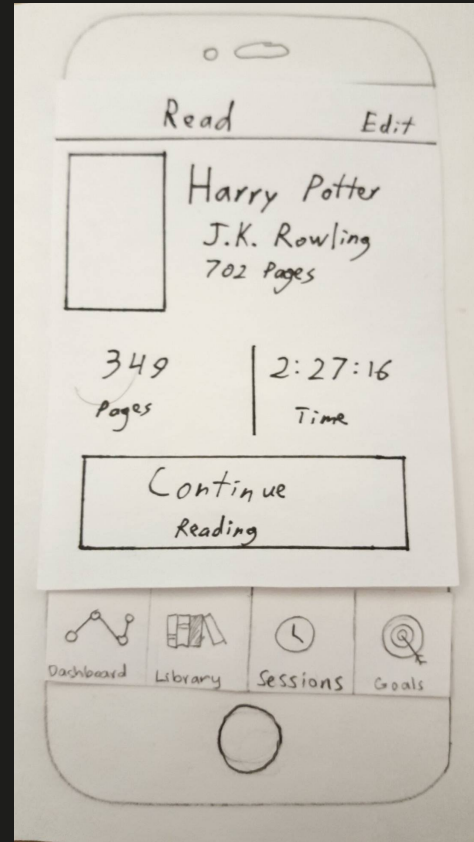 Read Edit
Harry Potter
J.K. Rowling
702 Pages
349 2:27:16
Pages Time
Continue
Reading
Dashboard Library Sessions Goals